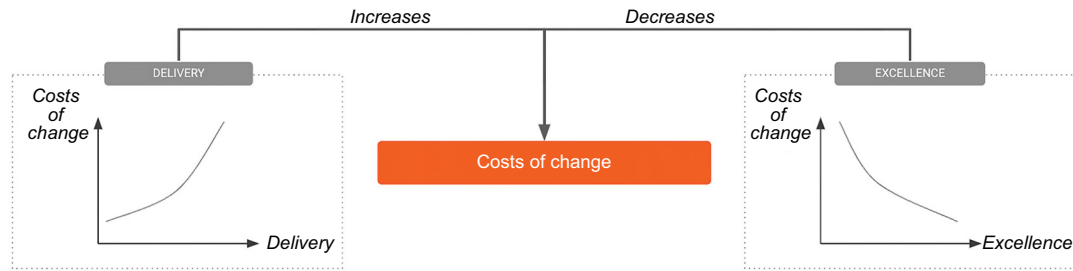 Increases
Decreases
DELIVERY
EXCELLENCE
Costs
of
change
Delivery
Costs of change
Costs
of
change
Excellence